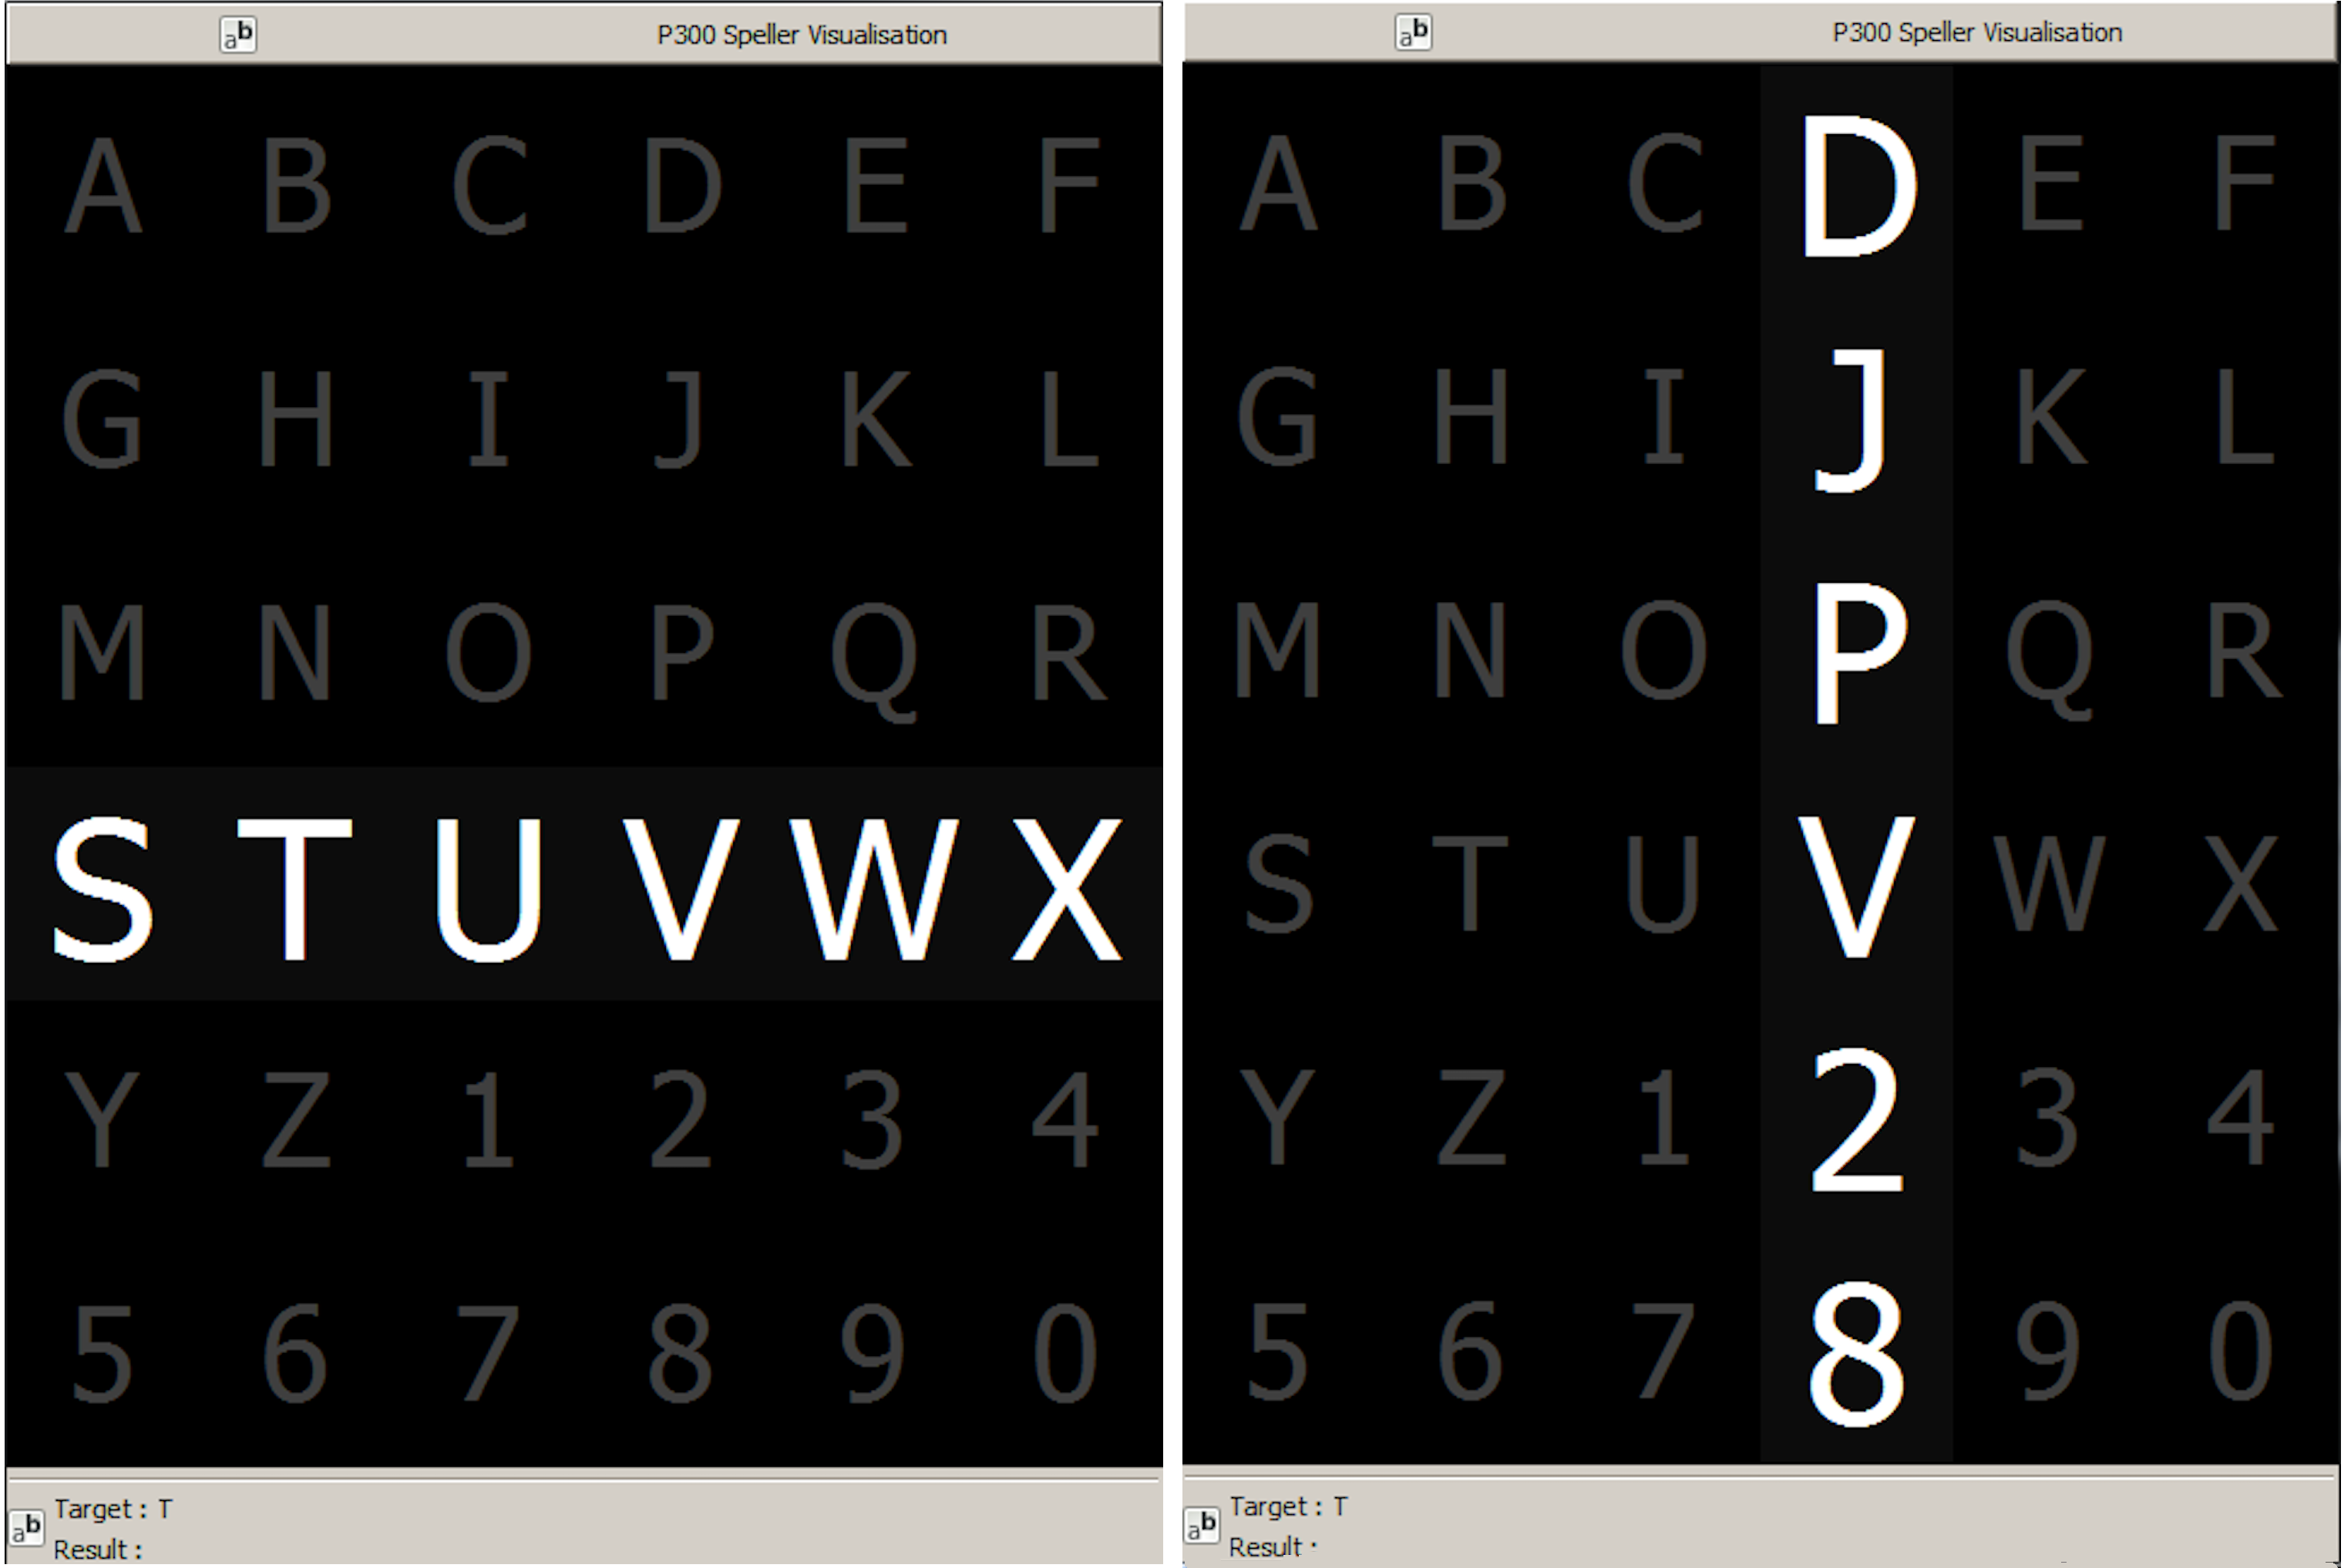 ab P300 Speller Visualisation
A B C D E F
G H I J K L
M N O P Q R
S T U V W X
Y Z 1 2 3 4
5 6 7 8 9 0
ab Target : T
Result :
ab P300 Speller Visualisation
A B C D E F
G H I J K L
M N O P Q R
S T U V W X
Y Z 1 2 3 4
5 6 7 8 9 0
ab Target : T
Result ·